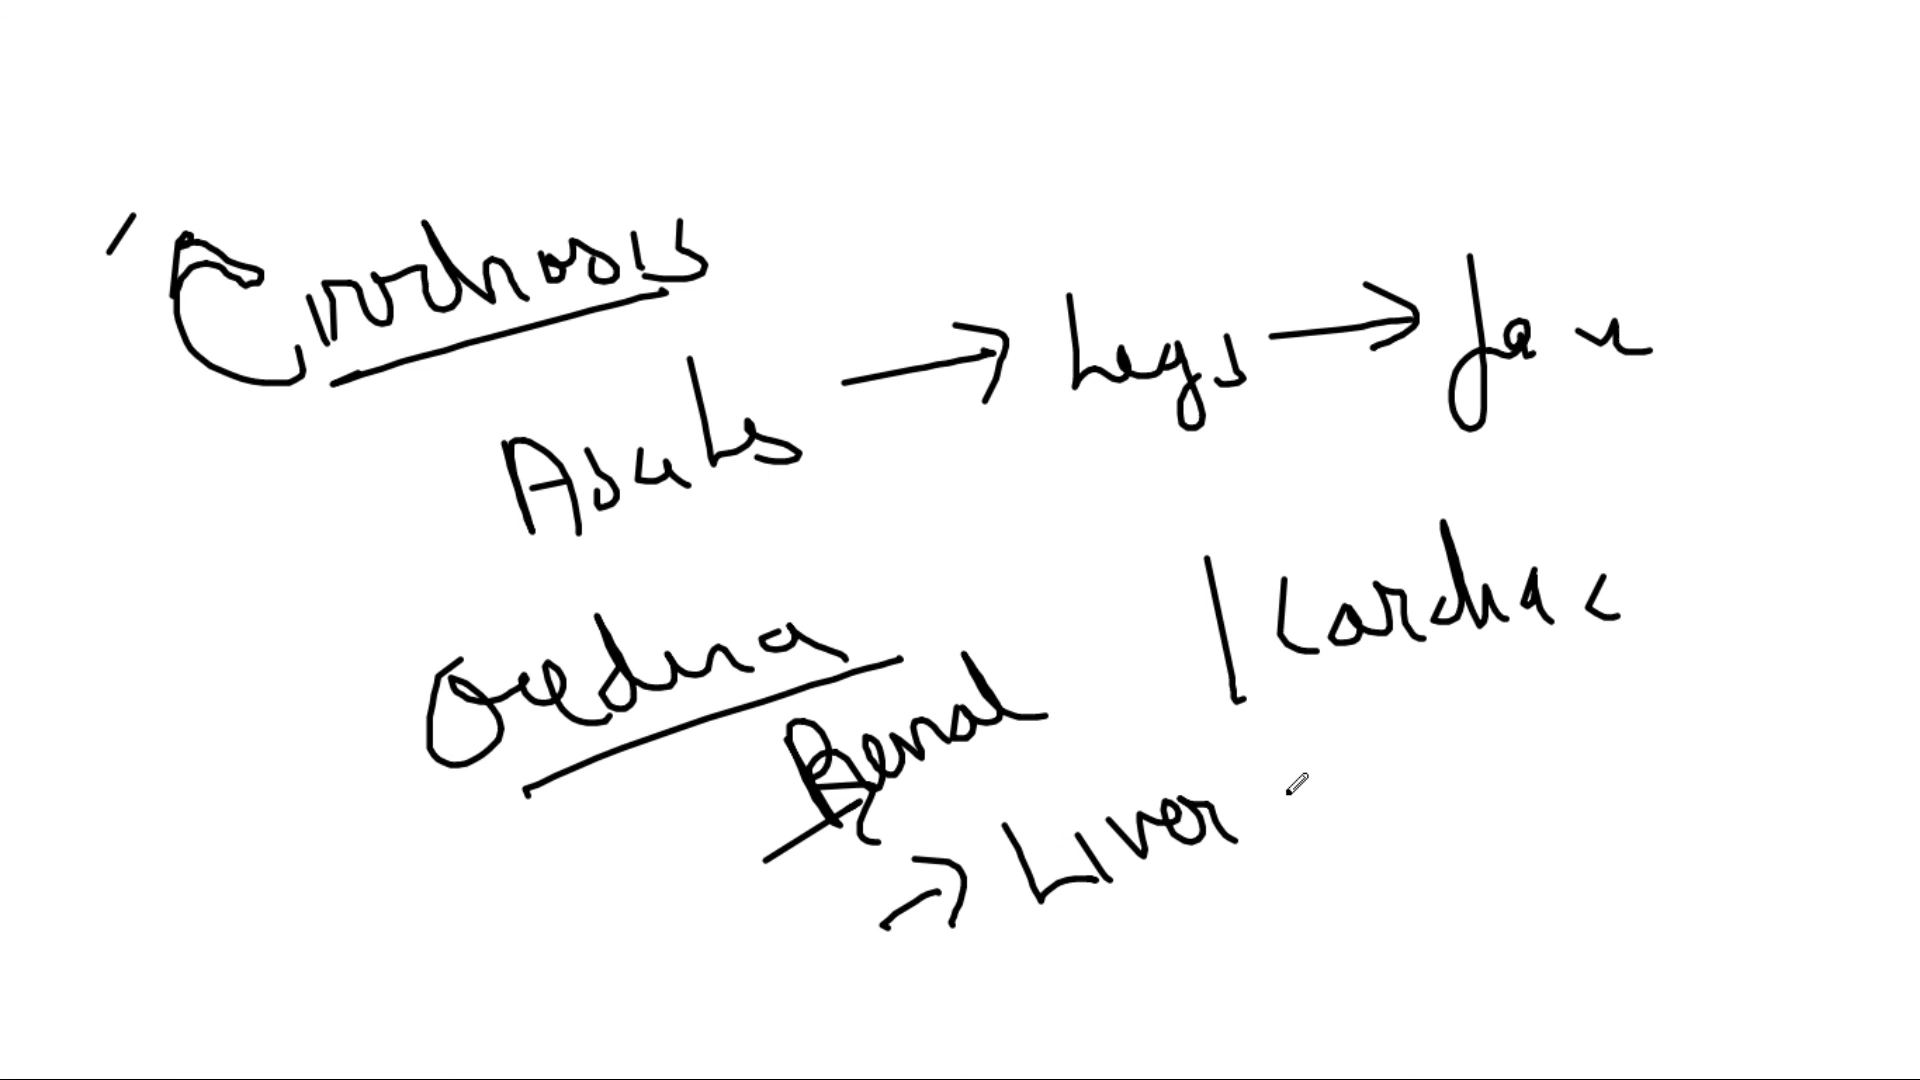 Cirrhosis
Ascites → Legs → face
Oedema
| Cardiac
Renal
→ Liver